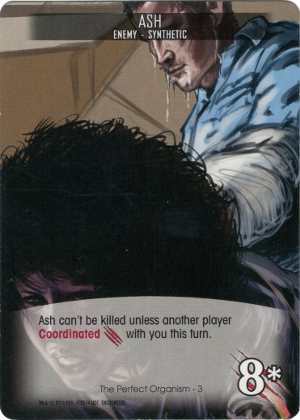 ASH
ENEMY - SYNTHETIC
Ash can't be killed unless another player
Coordinated with you this turn.
The Perfect Organism - 3
8*